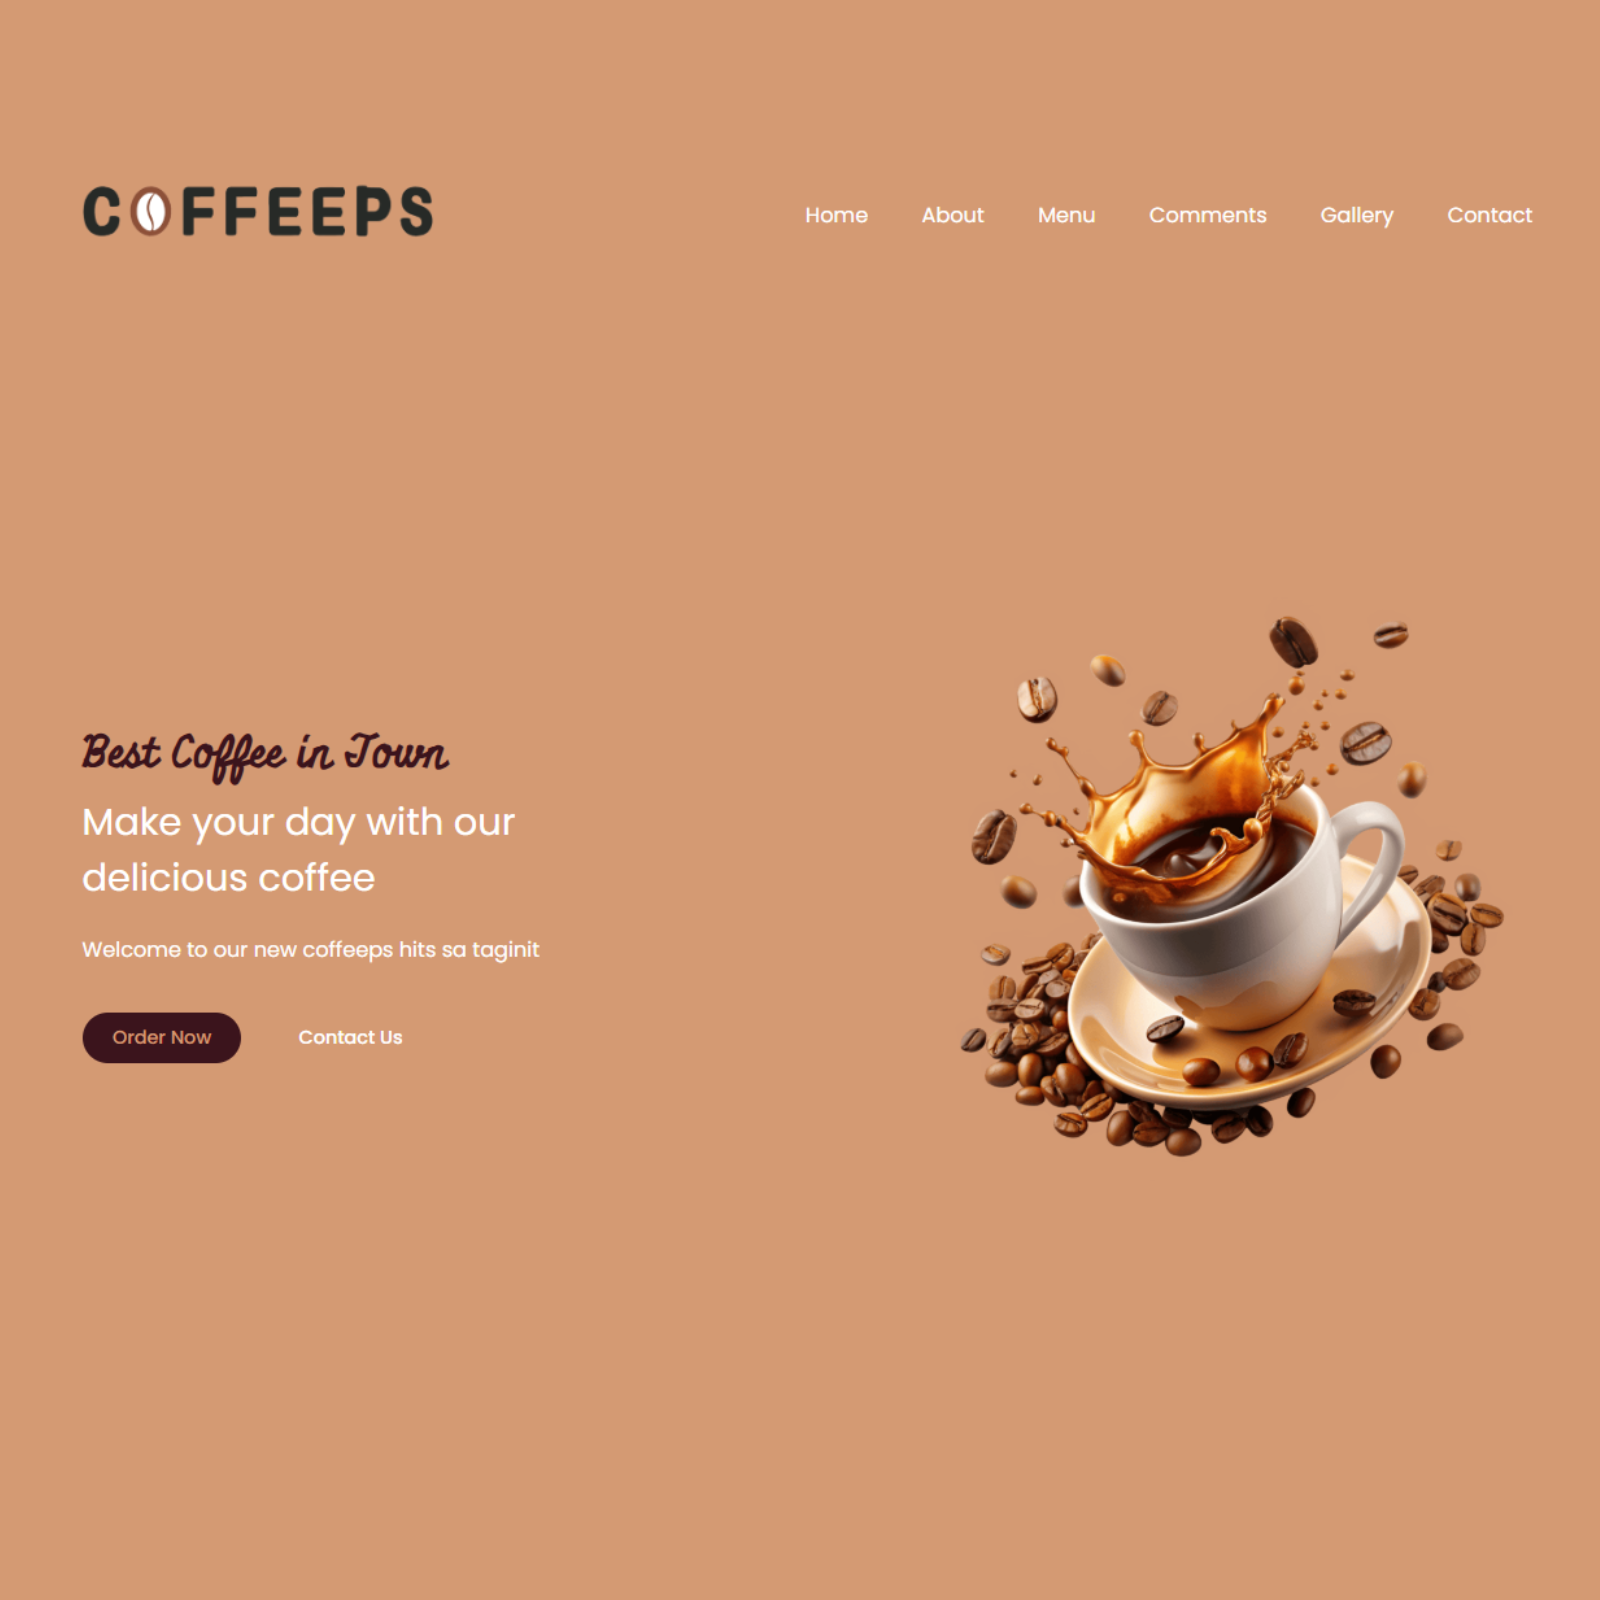 COFFEEPS
Home About Menu Comments Gallery Contact
Best Coffee in Town
Make your day with our
delicious coffee
Welcome to our new coffeeps hits sa taginit
Order Now Contact Us